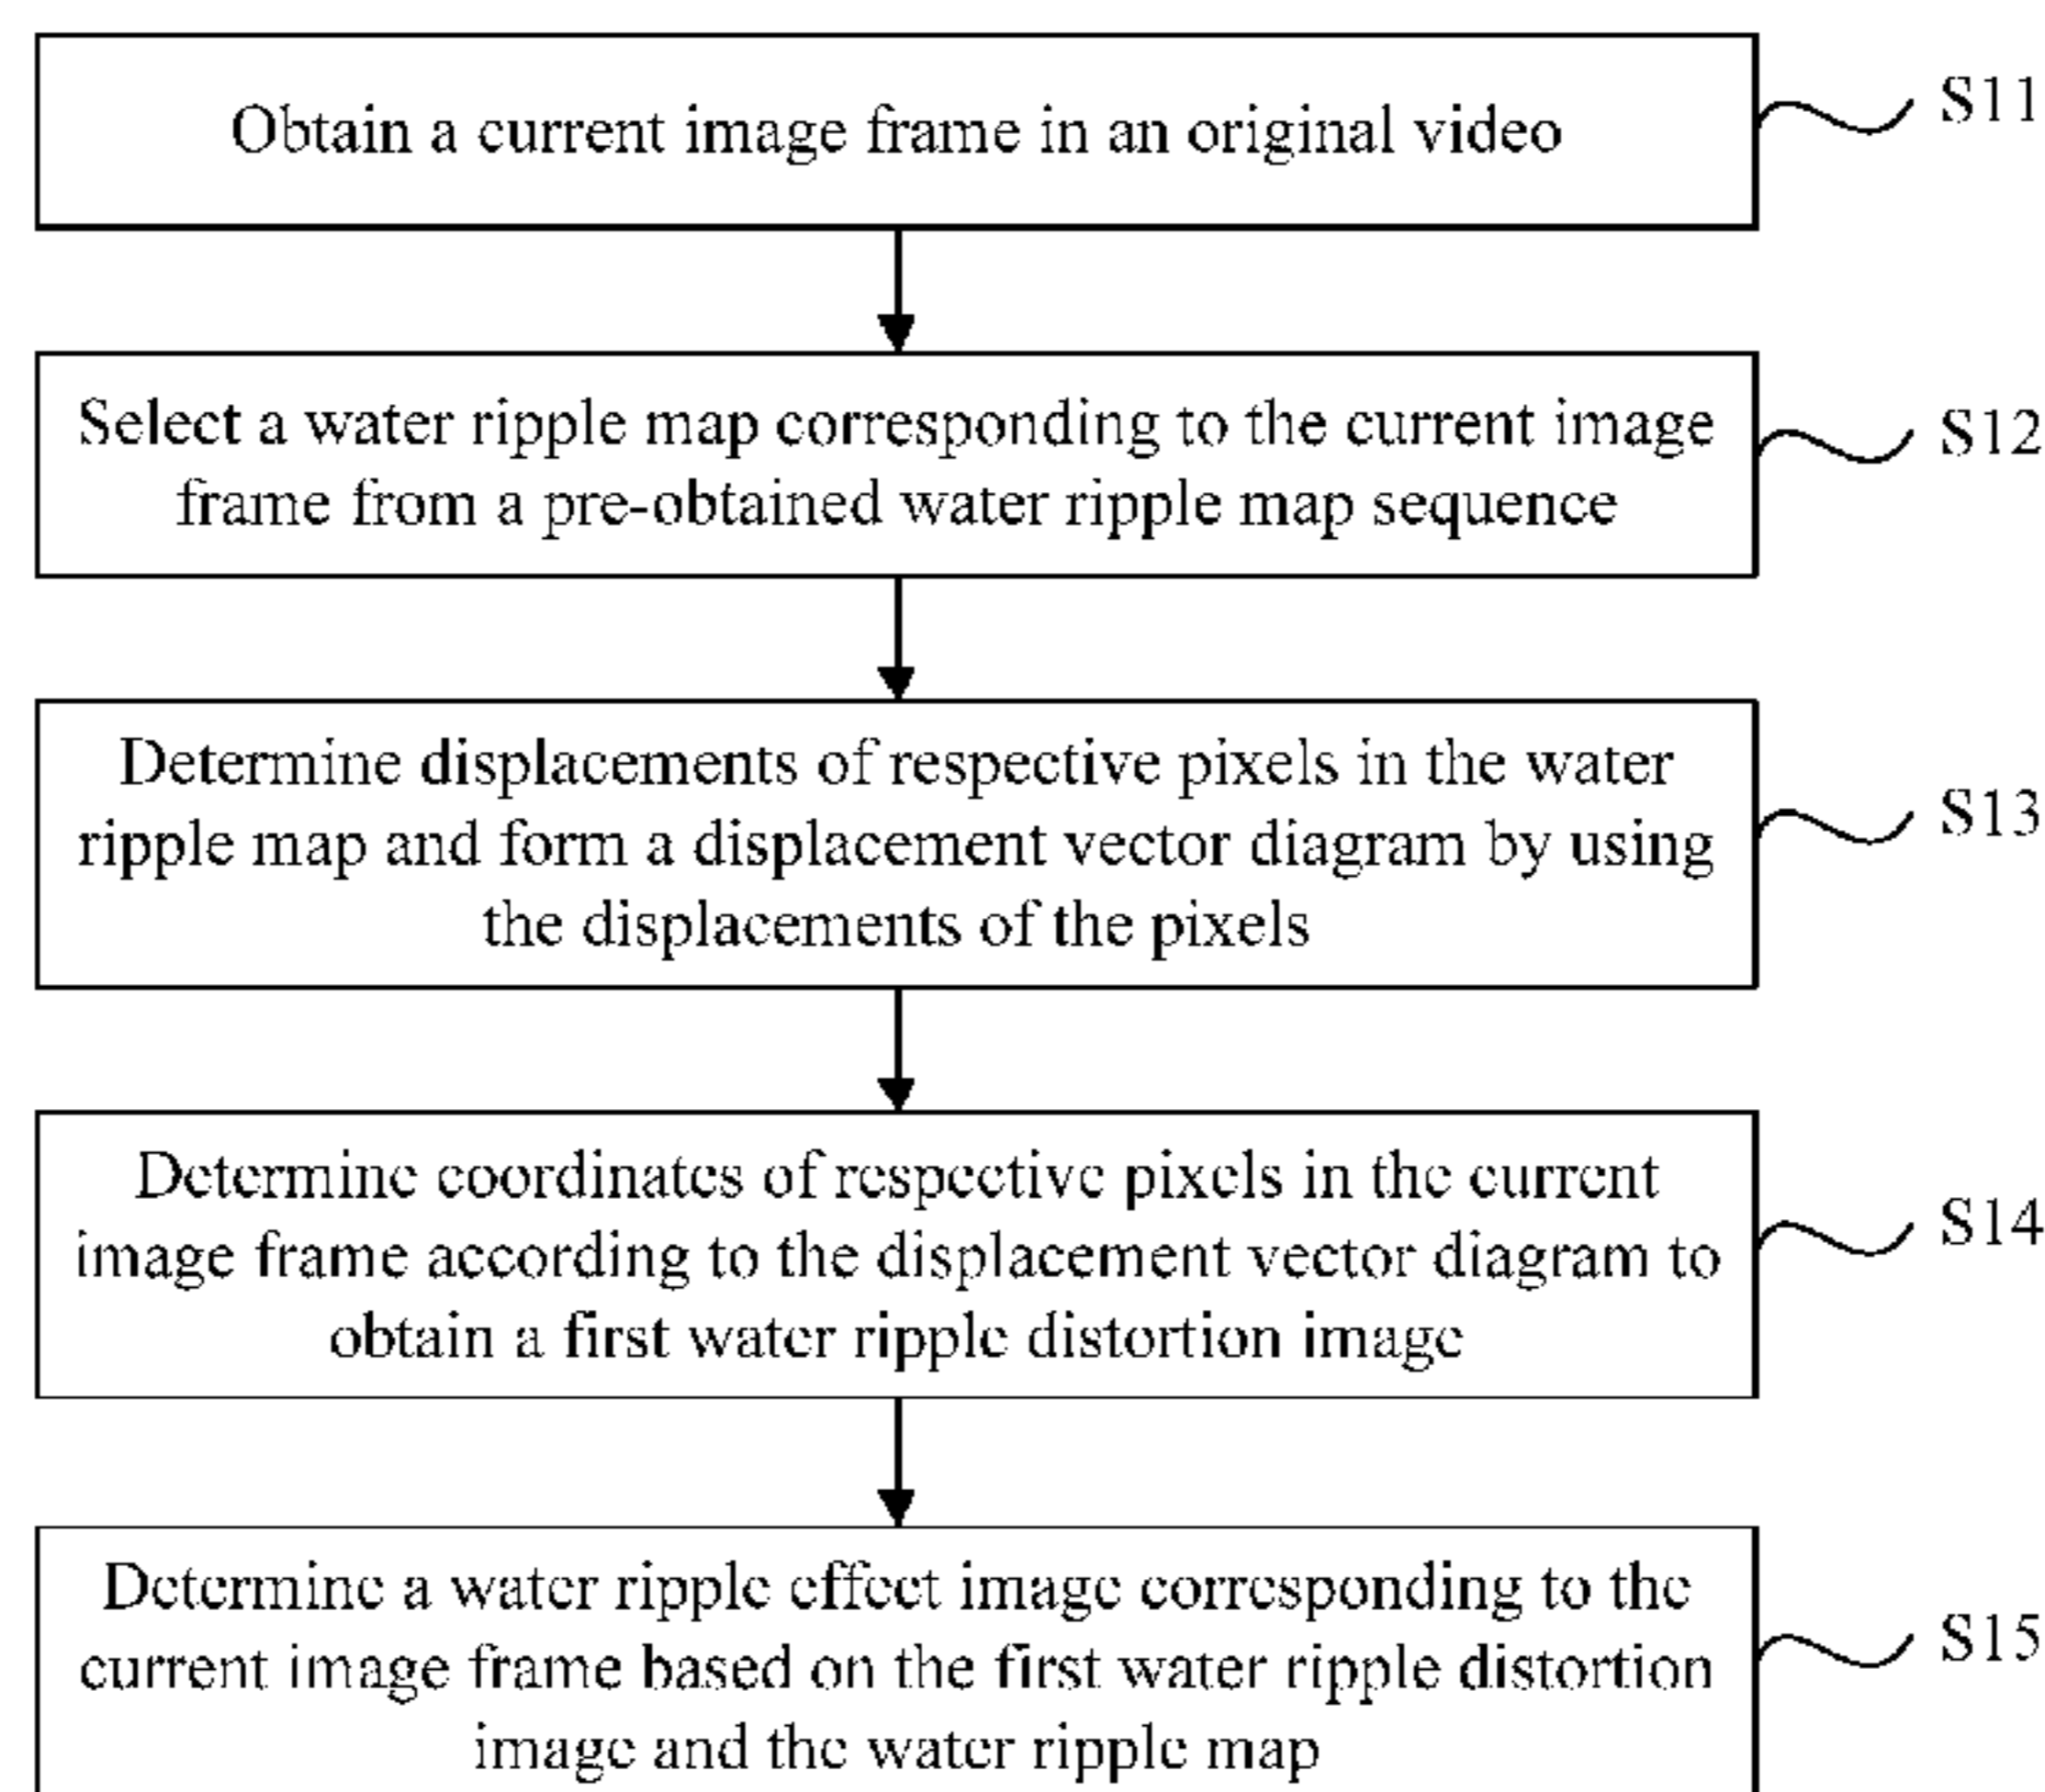 Obtain a current image frame in an original video
S11
Select a water ripple map corresponding to the current image
frame from a pre-obtained water ripple map sequence
S12
Determine displacements of respective pixels in the water
ripple map and form a displacement vector diagram by using
the displacements of the pixels
S13
Determine coordinates of respective pixels in the current
image frame according to the displacement vector diagram to
obtain a first water ripple distortion image
S14
Determine a water ripple effect image corresponding to the
current image frame based on the first water ripple distortion
image and the water ripple map
S15